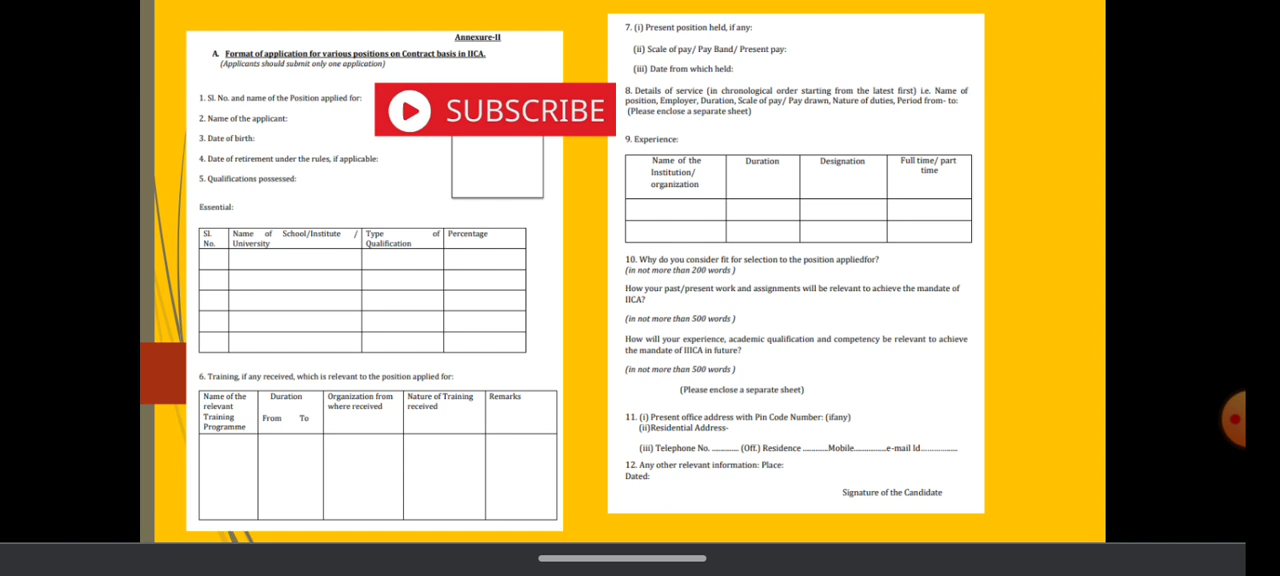 Annexure-II
A. Format of application for various positions on Contract basis in IICA.
(Applicants should submit only one application)
1. Sl. No. and name of the Position applied for:
SUBSCRIBE
2. Name of the applicant:
3. Date of birth:
4. Date of retirement under the rules, if applicable:
5. Qualifications possessed:
Essential:
Sl. No.
Name of School/Institute / University
Type of Qualification
Percentage
6. Training, if any received, which is relevant to the position applied for:
Name of the relevant Training Programme
Duration
From To
Organization from where received
Nature of Training received
Remarks
7. (i) Present position held, if any:
(ii) Scale of pay/ Pay Band/ Present pay:
(iii) Date from which held:
8. Details of service (in chronological order starting from the latest first) i.e. Name of
position, Employer, Duration, Scale of pay/ Pay drawn, Nature of duties, Period from- to:
(Please enclose a separate sheet)
9. Experience:
Name of the Institution/ organization
Duration
Designation
Full time/ part time
10. Why do you consider fit for selection to the position appliedfor?
(in not more than 200 words )
How your past/present work and assignments will be relevant to achieve the mandate of
IICA?
(in not more than 500 words )
How will your experience, academic qualification and competency be relevant to achieve
the mandate of IIICA in future?
(in not more than 500 words )
(Please enclose a separate sheet)
11. (i) Present office address with Pin Code Number: (ifany)
(ii)Residential Address-
(iii) Telephone No. ............ (Off.) Residence ...........Mobile..............e-mail Id................
12. Any other relevant information: Place:
Dated:
Signature of the Candidate